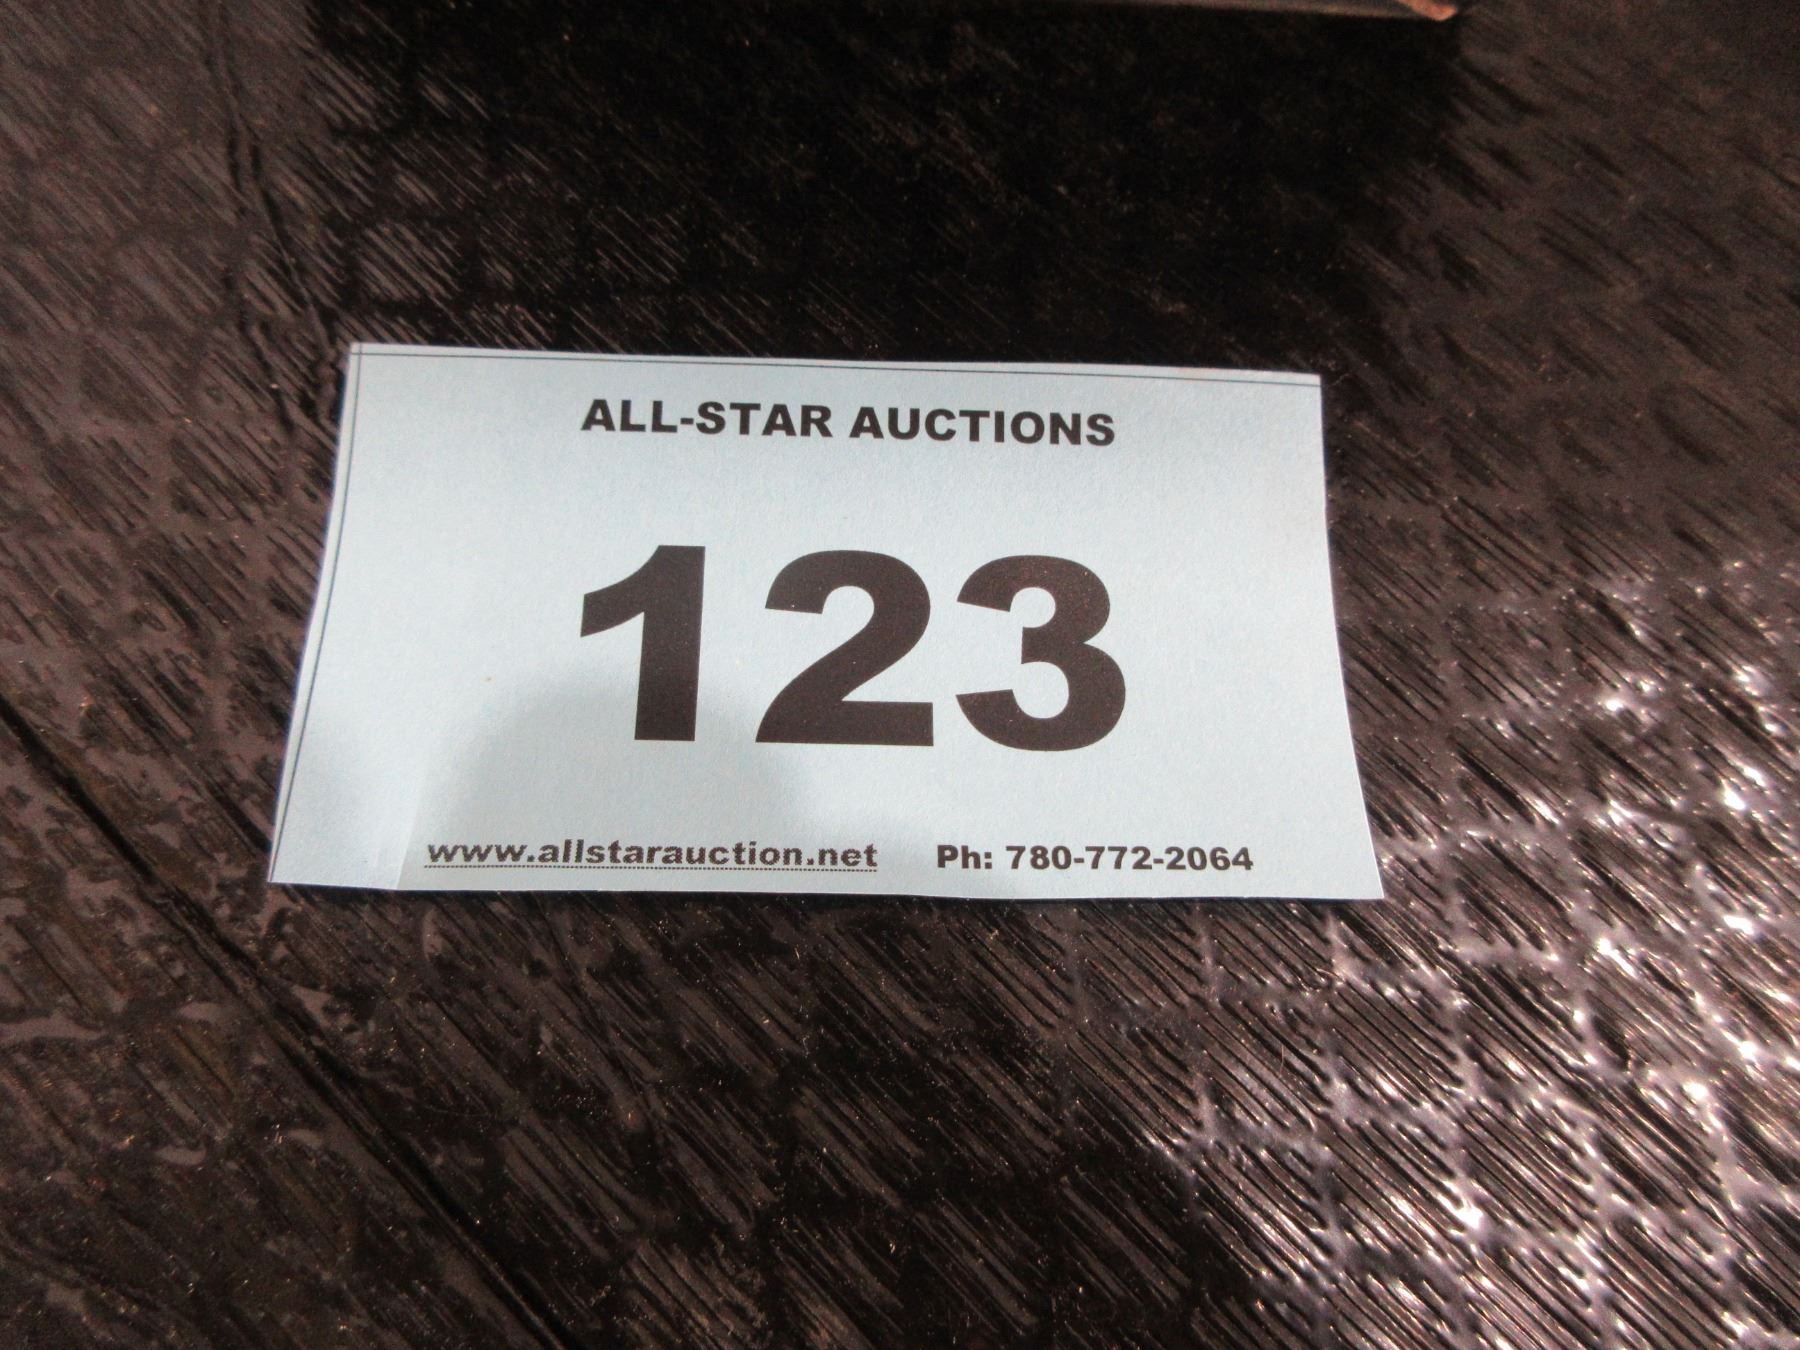 ALL-STAR AUCTIONS
123
www.allstarauction.net Ph: 780-772-2064